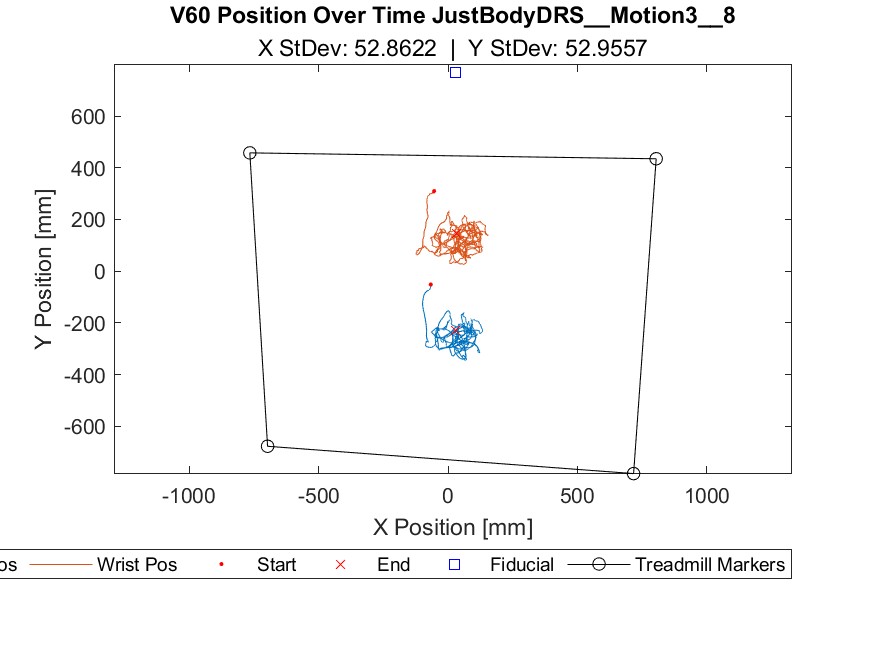 V60 Position Over Time JustBodyDRS__Motion3__8
X StDev: 52.8622 | Y StDev: 52.9557
Y Position [mm]
600
400
200
0
-200
-400
-600
-1000 -500 0 500 1000
X Position [mm]
os Wrist Pos Start End Fiducial Treadmill Markers